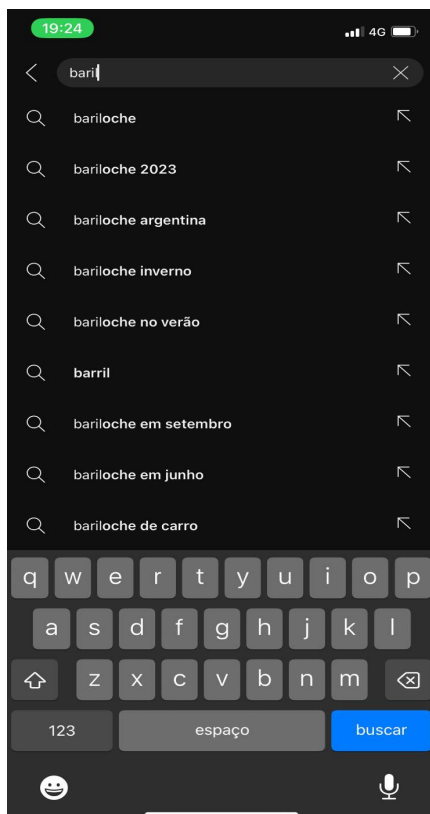 19:24
4G
baril
bariloche
bariloche 2023
bariloche argentina
bariloche inverno
bariloche no verão
barril
bariloche em setembro
bariloche em junho
bariloche de carro
q w e r t y u i o p
a s d f g h j k l
z x c v b n m
123 espaço buscar